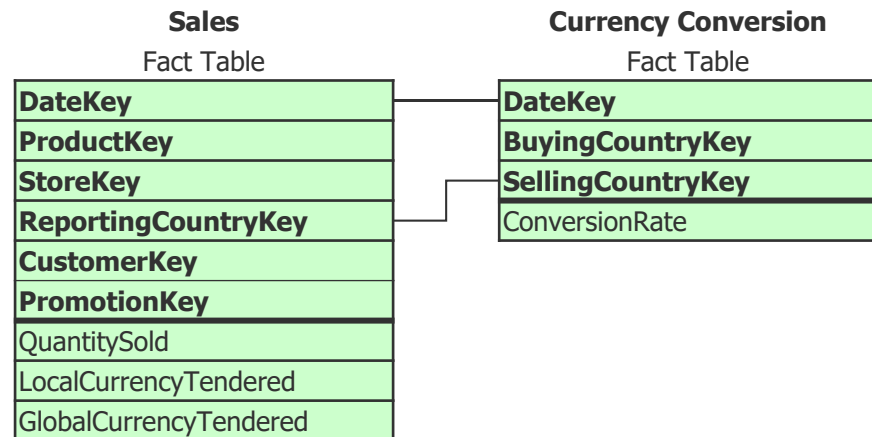 Sales
Fact Table
DateKey
ProductKey
StoreKey
ReportingCountryKey
CustomerKey
PromotionKey
QuantitySold
LocalCurrencyTendered
GlobalCurrencyTendered
Currency Conversion
Fact Table
DateKey
BuyingCountryKey
SellingCountryKey
ConversionRate